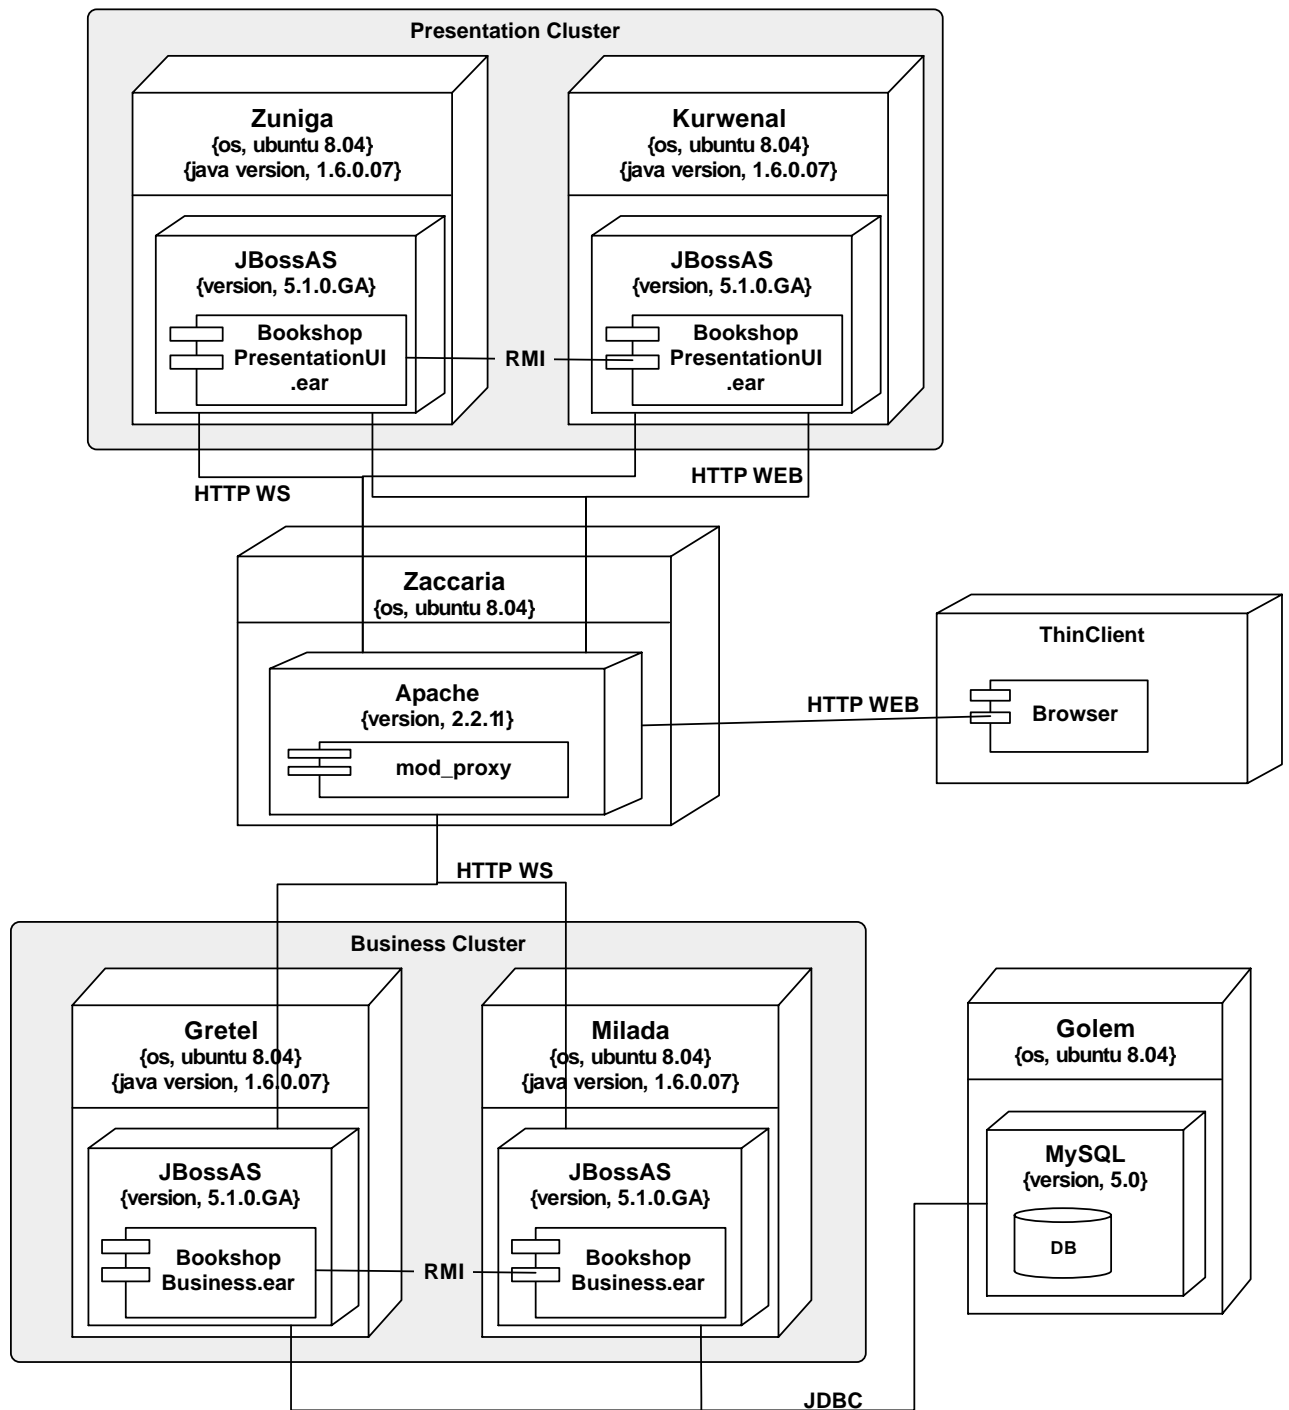 Presentation Cluster
Zuniga
{os, ubuntu 8.04}
{java version, 1.6.0.07}
JBossAS
{version, 5.1.0.GA}
Bookshop
PresentationUI
.ear
RMI
Kurwenal
{os, ubuntu 8.04}
{java version, 1.6.0.07}
JBossAS
{version, 5.1.0.GA}
Bookshop
PresentationUI
.ear
HTTP WS
HTTP WEB
Zaccaria
{os, ubuntu 8.04}
Apache
{version, 2.2.11}
mod_proxy
HTTP WEB
ThinClient
Browser
HTTP WS
Business Cluster
Gretel
{os, ubuntu 8.04}
{java version, 1.6.0.07}
JBossAS
{version, 5.1.0.GA}
Bookshop
Business.ear
RMI
Milada
{os, ubuntu 8.04}
{java version, 1.6.0.07}
JBossAS
{version, 5.1.0.GA}
Bookshop
Business.ear
Golem
{os, ubuntu 8.04}
MySQL
{version, 5.0}
DB
JDBC